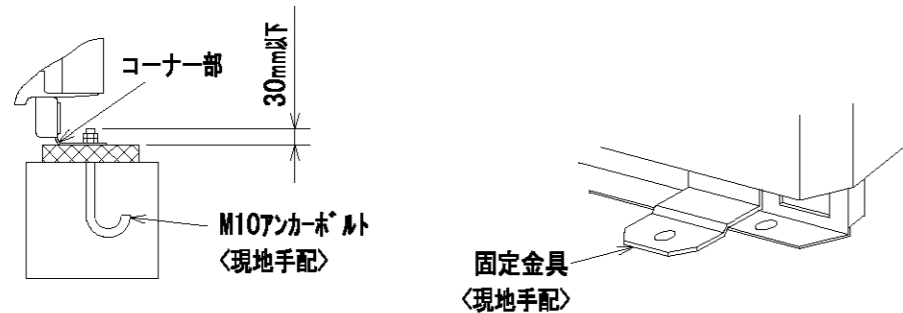 コーナー部
30mm以下
M10アンカーボルト
〈現地手配〉
固定金具
〈現地手配〉